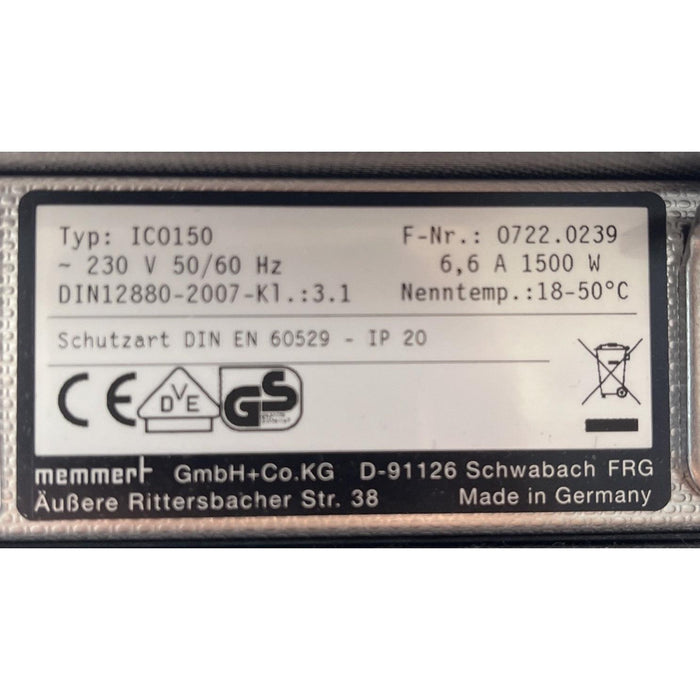 Typ: ICO150 F-Nr.: 0722.0239
~ 230 V 50/60 Hz 6,6 A 1500 W
DIN12880-2007-Kl.:3.1 Nenntemp.:18-50°C
Schutzart DIN EN 60529 - IP 20
CE DVE GS
memmert GmbH+Co.KG D-91126 Schwabach FRG
Äußere Rittersbacher Str. 38 Made in Germany